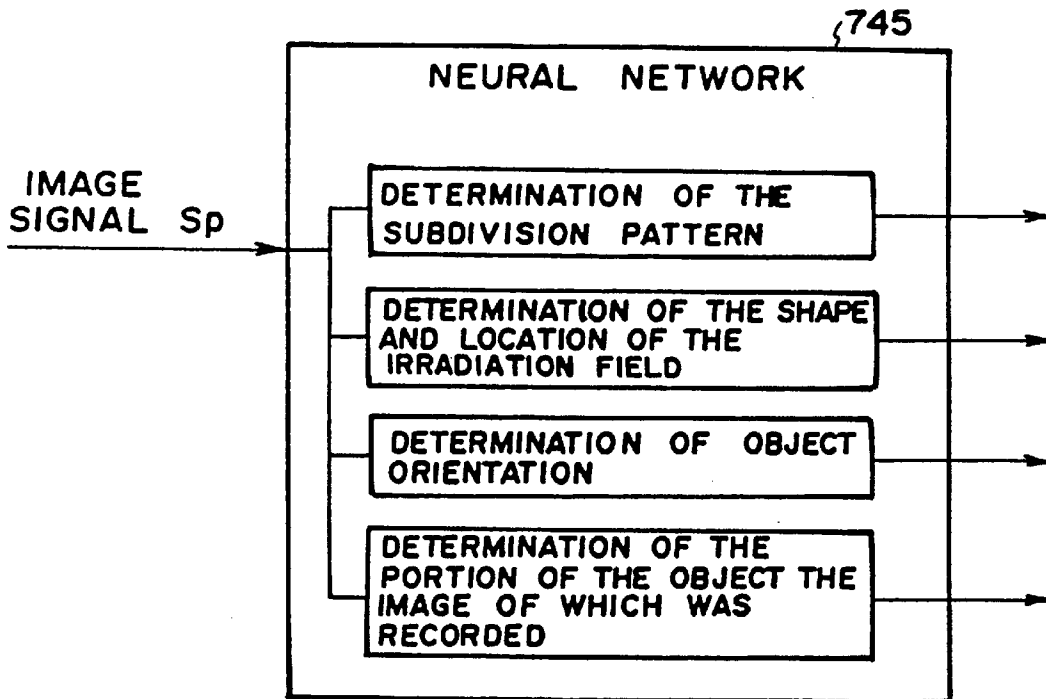 745
NEURAL NETWORK
IMAGE
SIGNAL Sp
DETERMINATION OF THE
SUBDIVISION PATTERN
DETERMINATION OF THE SHAPE
AND LOCATION OF THE
IRRADIATION FIELD
DETERMINATION OF OBJECT
ORIENTATION
DETERMINATION OF THE
PORTION OF THE OBJECT THE
IMAGE OF WHICH WAS
RECORDED